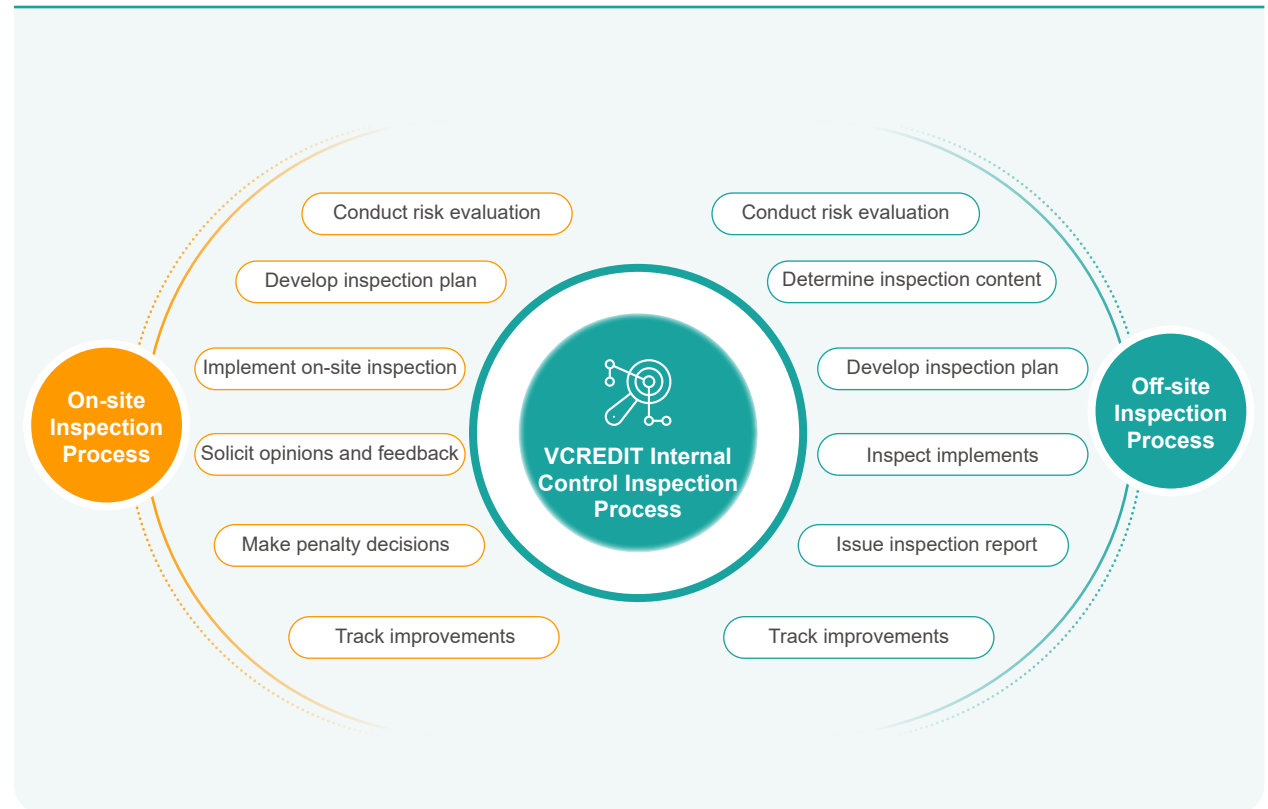 On-site
Inspection
Process
Conduct risk evaluation
Develop inspection plan
Implement on-site inspection
Solicit opinions and feedback
Make penalty decisions
Track improvements
VCREDIT Internal
Control Inspection
Process
Conduct risk evaluation
Determine inspection content
Develop inspection plan
Inspect implements
Issue inspection report
Track improvements
Off-site
Inspection
Process